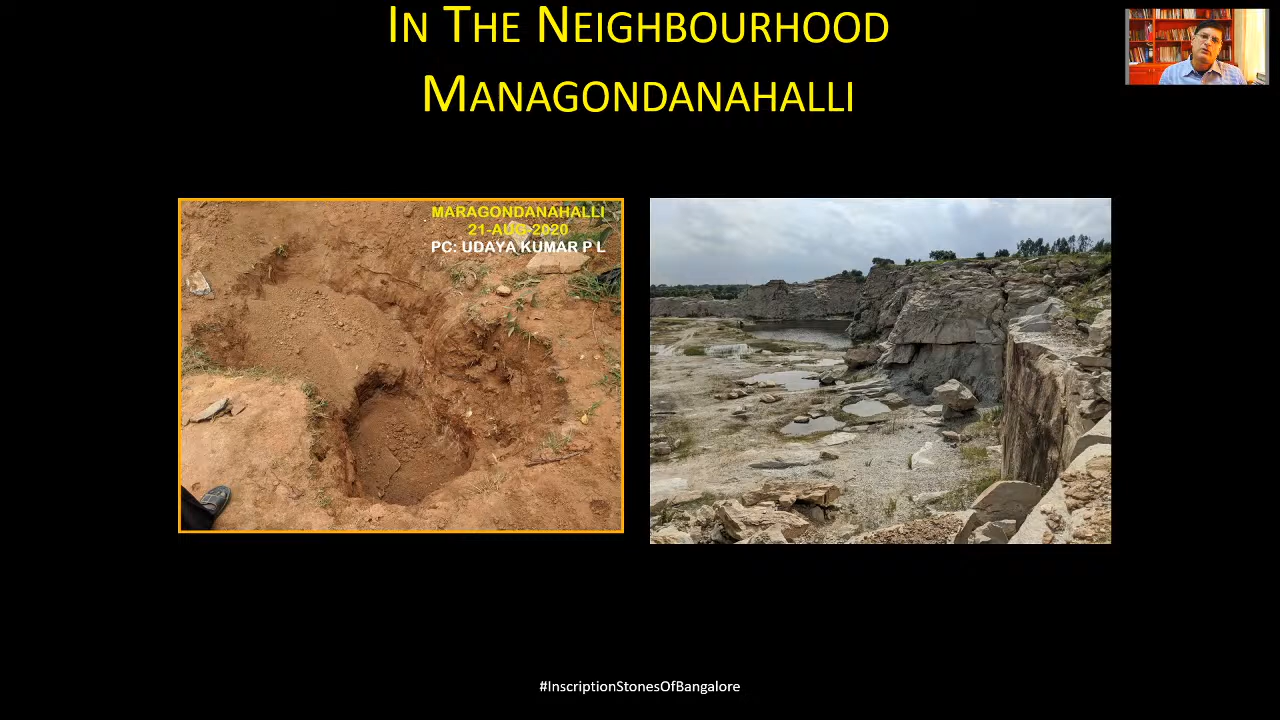 IN THE NEIGHBOURHOOD
MANAGONDANAHALLI
MARAGONDANAHALLI
21-AUG-2020
PC: UDAYA KUMAR P L
#InscriptionStonesOfBangalore